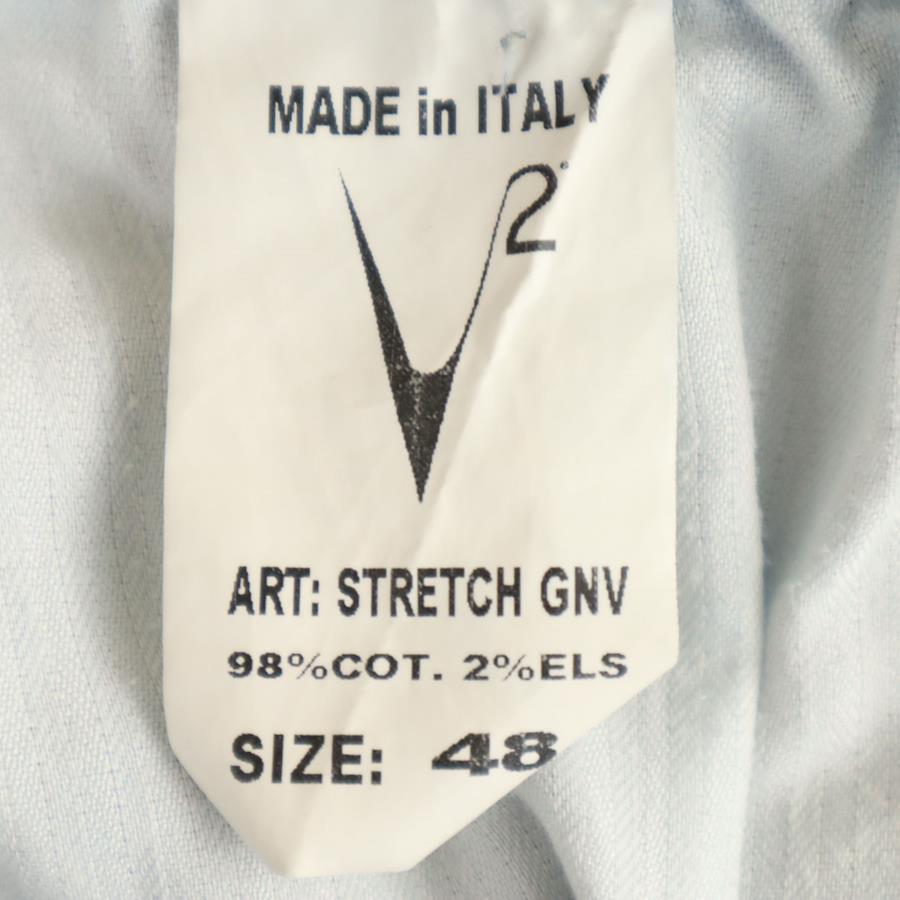 MADE in ITALY
V2°
ART: STRETCH GNV
98%COT. 2%ELS
SIZE: 48